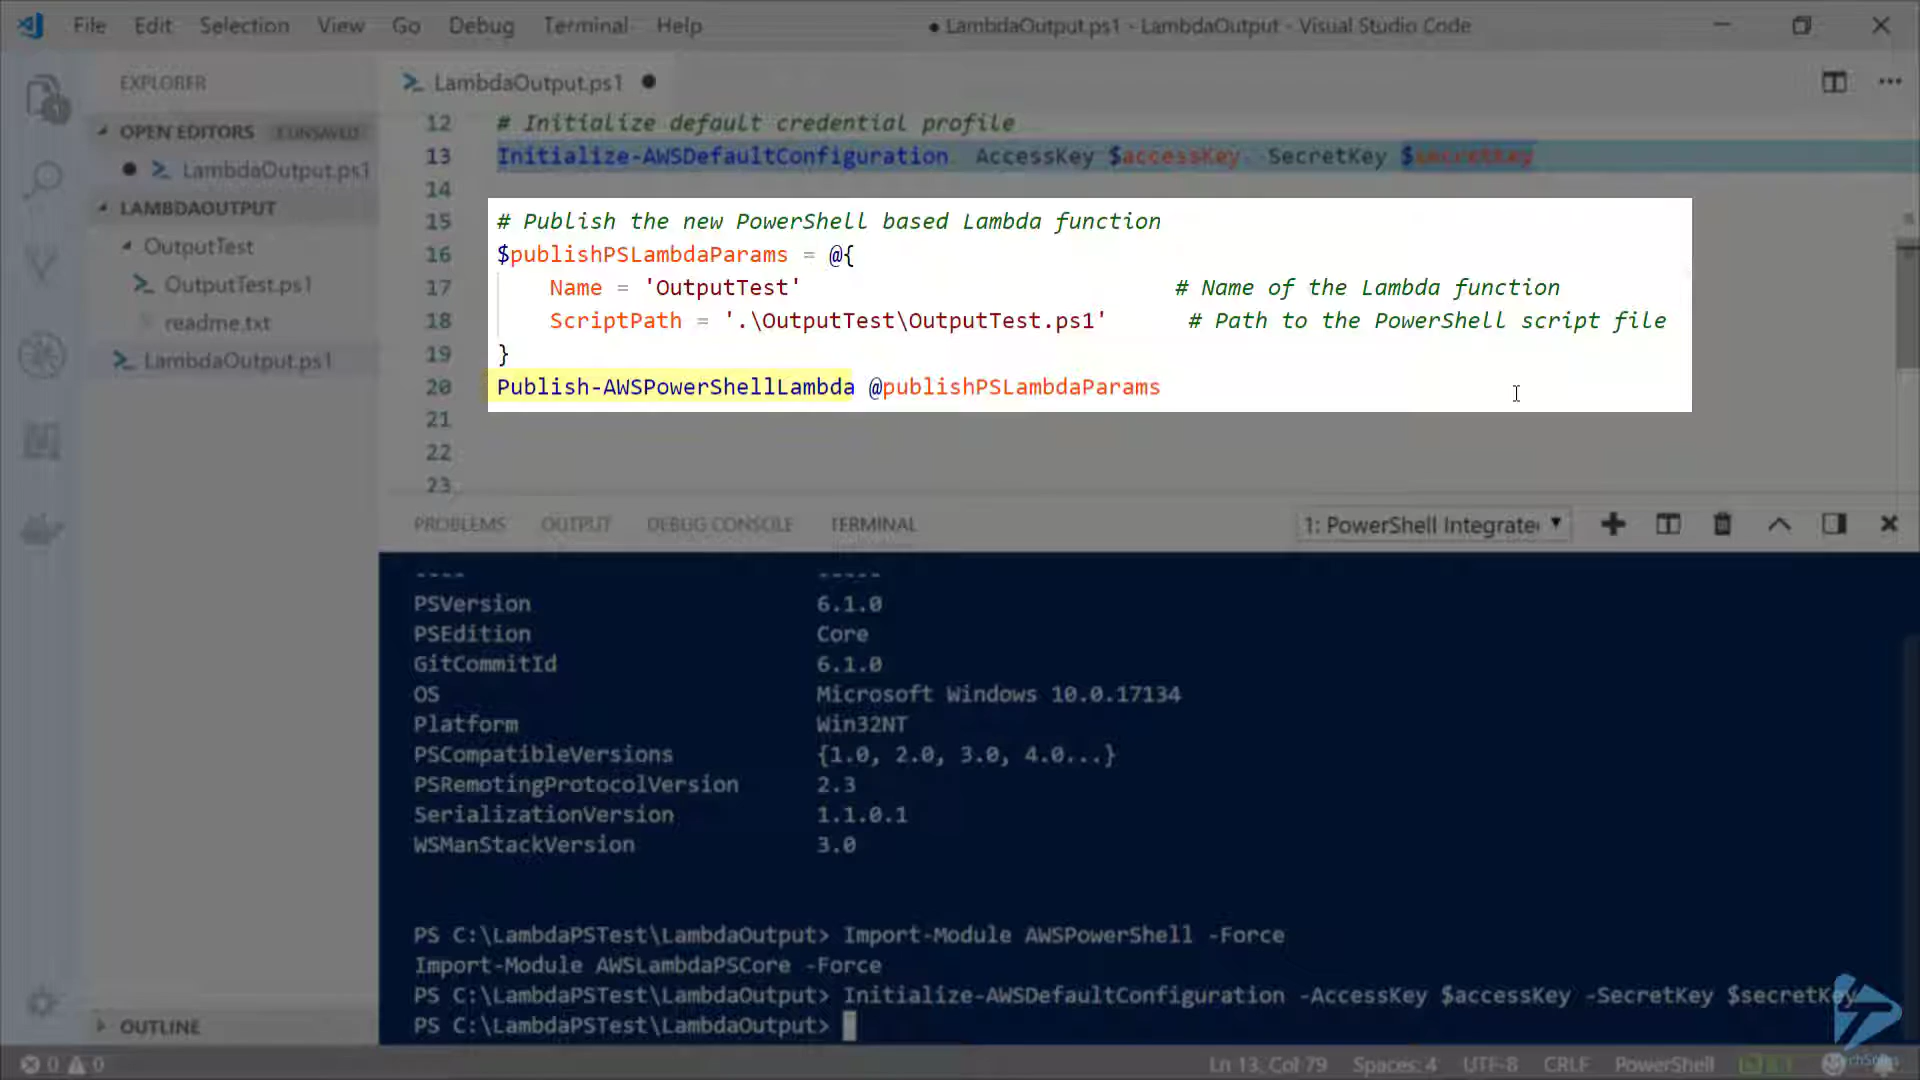 File Edit Selection View Go Debug Terminal Help
● LambdaOutput.ps1 - LambdaOutput - Visual Studio Code
EXPLORER
OPEN EDITORS 1 UNSAVED
LambdaOutput.ps1
LAMBDAOUTPUT
OutputTest
OutputTest.ps1
readme.txt
LambdaOutput.ps1
OUTLINE
LambdaOutput.ps1
12 # Initialize default credential profile
13 Initialize-AWSDefaultConfiguration AccessKey $accessKey SecretKey $secretKey
14
15 # Publish the new PowerShell based Lambda function
16 $publishPSLambdaParams = @{
17 Name = 'OutputTest' # Name of the Lambda function
18 ScriptPath = '.\OutputTest\OutputTest.ps1' # Path to the PowerShell script file
19 }
20 Publish-AWSPowerShellLambda @publishPSLambdaParams
21
22
23
PROBLEMS OUTPUT DEBUG CONSOLE TERMINAL
1: PowerShell Integrate
---- -----
PSVersion 6.1.0
PSEdition Core
GitCommitId 6.1.0
OS Microsoft Windows 10.0.17134
Platform Win32NT
PSCompatibleVersions {1.0, 2.0, 3.0, 4.0...}
PSRemotingProtocolVersion 2.3
SerializationVersion 1.1.0.1
WSManStackVersion 3.0
PS C:\LambdaPSTest\LambdaOutput> Import-Module AWSPowerShell -Force
Import-Module AWSLambdaPSCore -Force
PS C:\LambdaPSTest\LambdaOutput> Initialize-AWSDefaultConfiguration -AccessKey $accessKey -SecretKey $secretKey
PS C:\LambdaPSTest\LambdaOutput>
0 0
Ln 13, Col 79 Spaces: 4 UTF-8 CRLF PowerShell